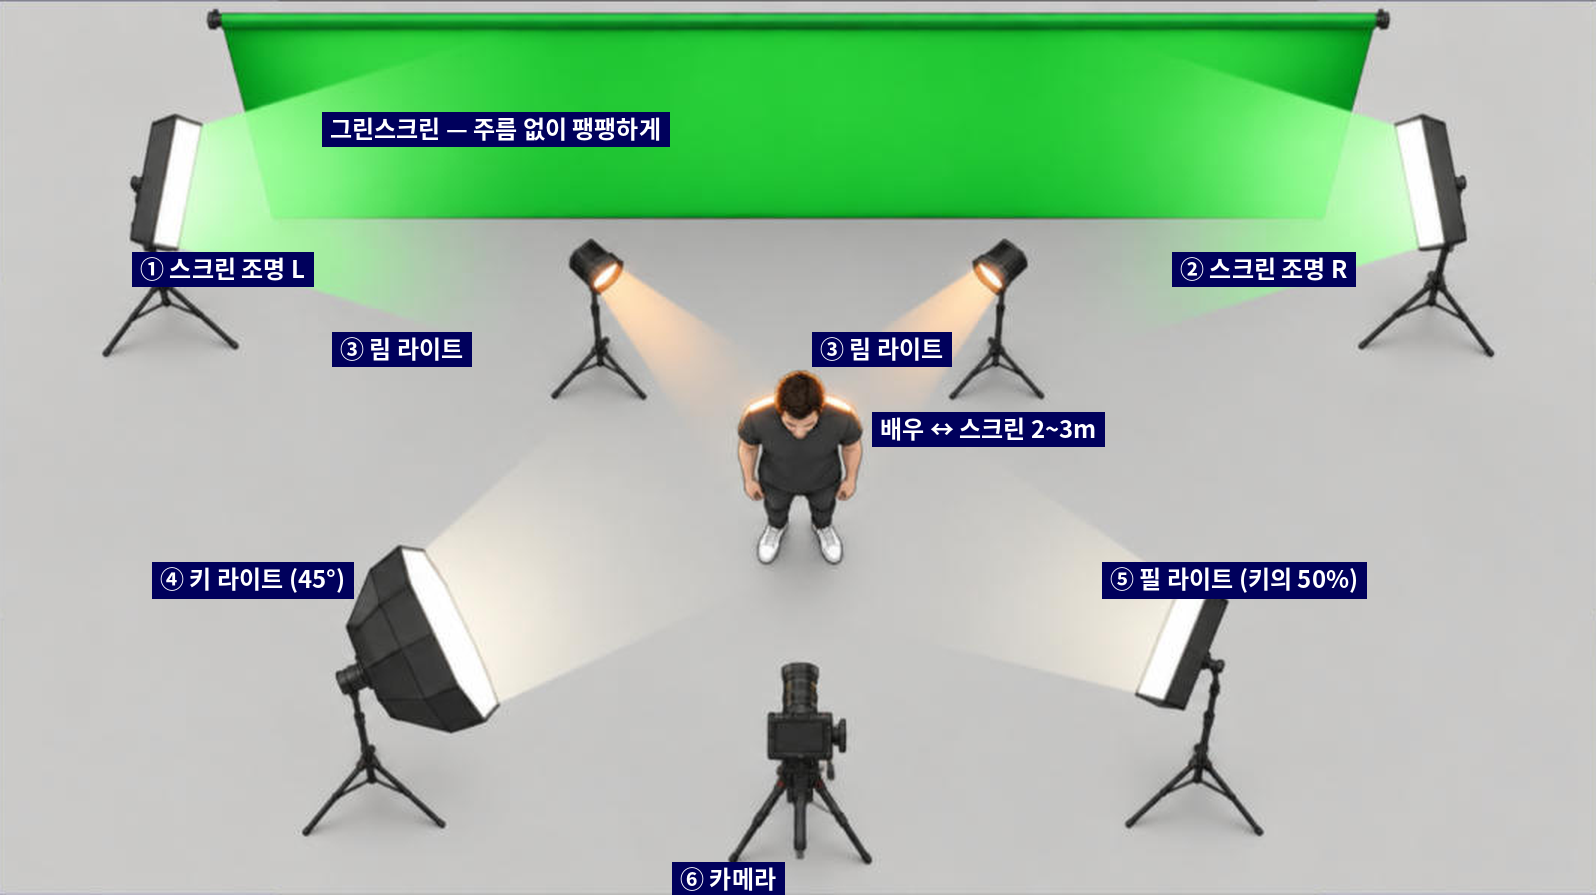 그린스크린 — 주름 없이 팽팽하게
① 스크린 조명 L
② 스크린 조명 R
③ 림 라이트
③ 림 라이트
배우 ↔ 스크린 2~3m
④ 키 라이트 (45°)
⑤ 필 라이트 (키의 50%)
⑥ 카메라